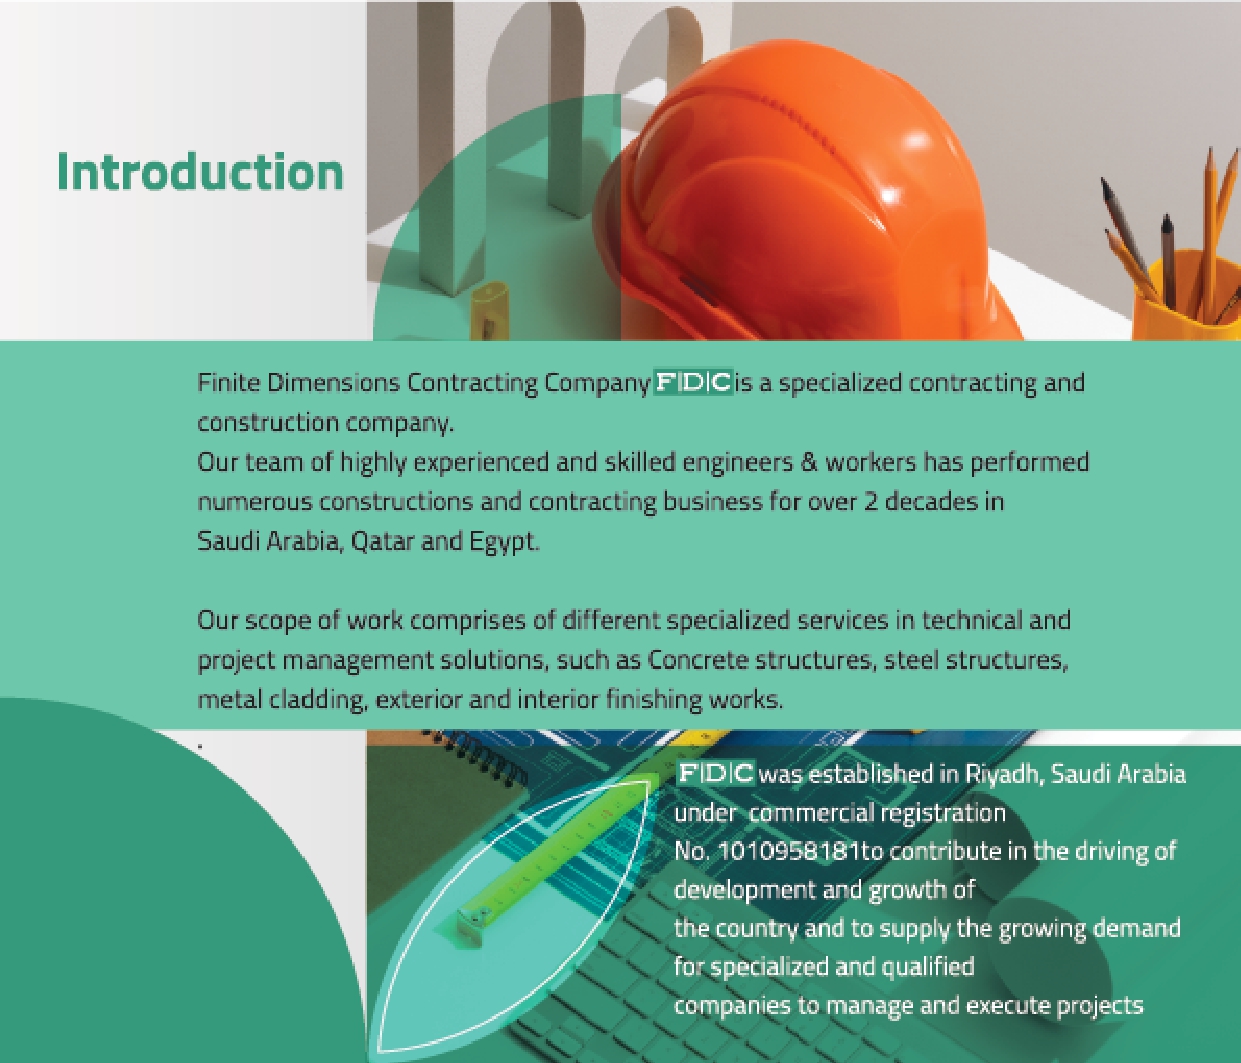 Introduction
Finite Dimensions Contracting Company F|D|C is a specialized contracting and
construction company.
Our team of highly experienced and skilled engineers & workers has performed
numerous constructions and contracting business for over 2 decades in
Saudi Arabia, Qatar and Egypt.
Our scope of work comprises of different specialized services in technical and
project management solutions, such as Concrete structures, steel structures,
metal cladding, exterior and interior finishing works.
.
F|D|C was established in Riyadh, Saudi Arabia
under commercial registration
No. 1010958181to contribute in the driving of
development and growth of
the country and to supply the growing demand
for specialized and qualified
companies to manage and execute projects